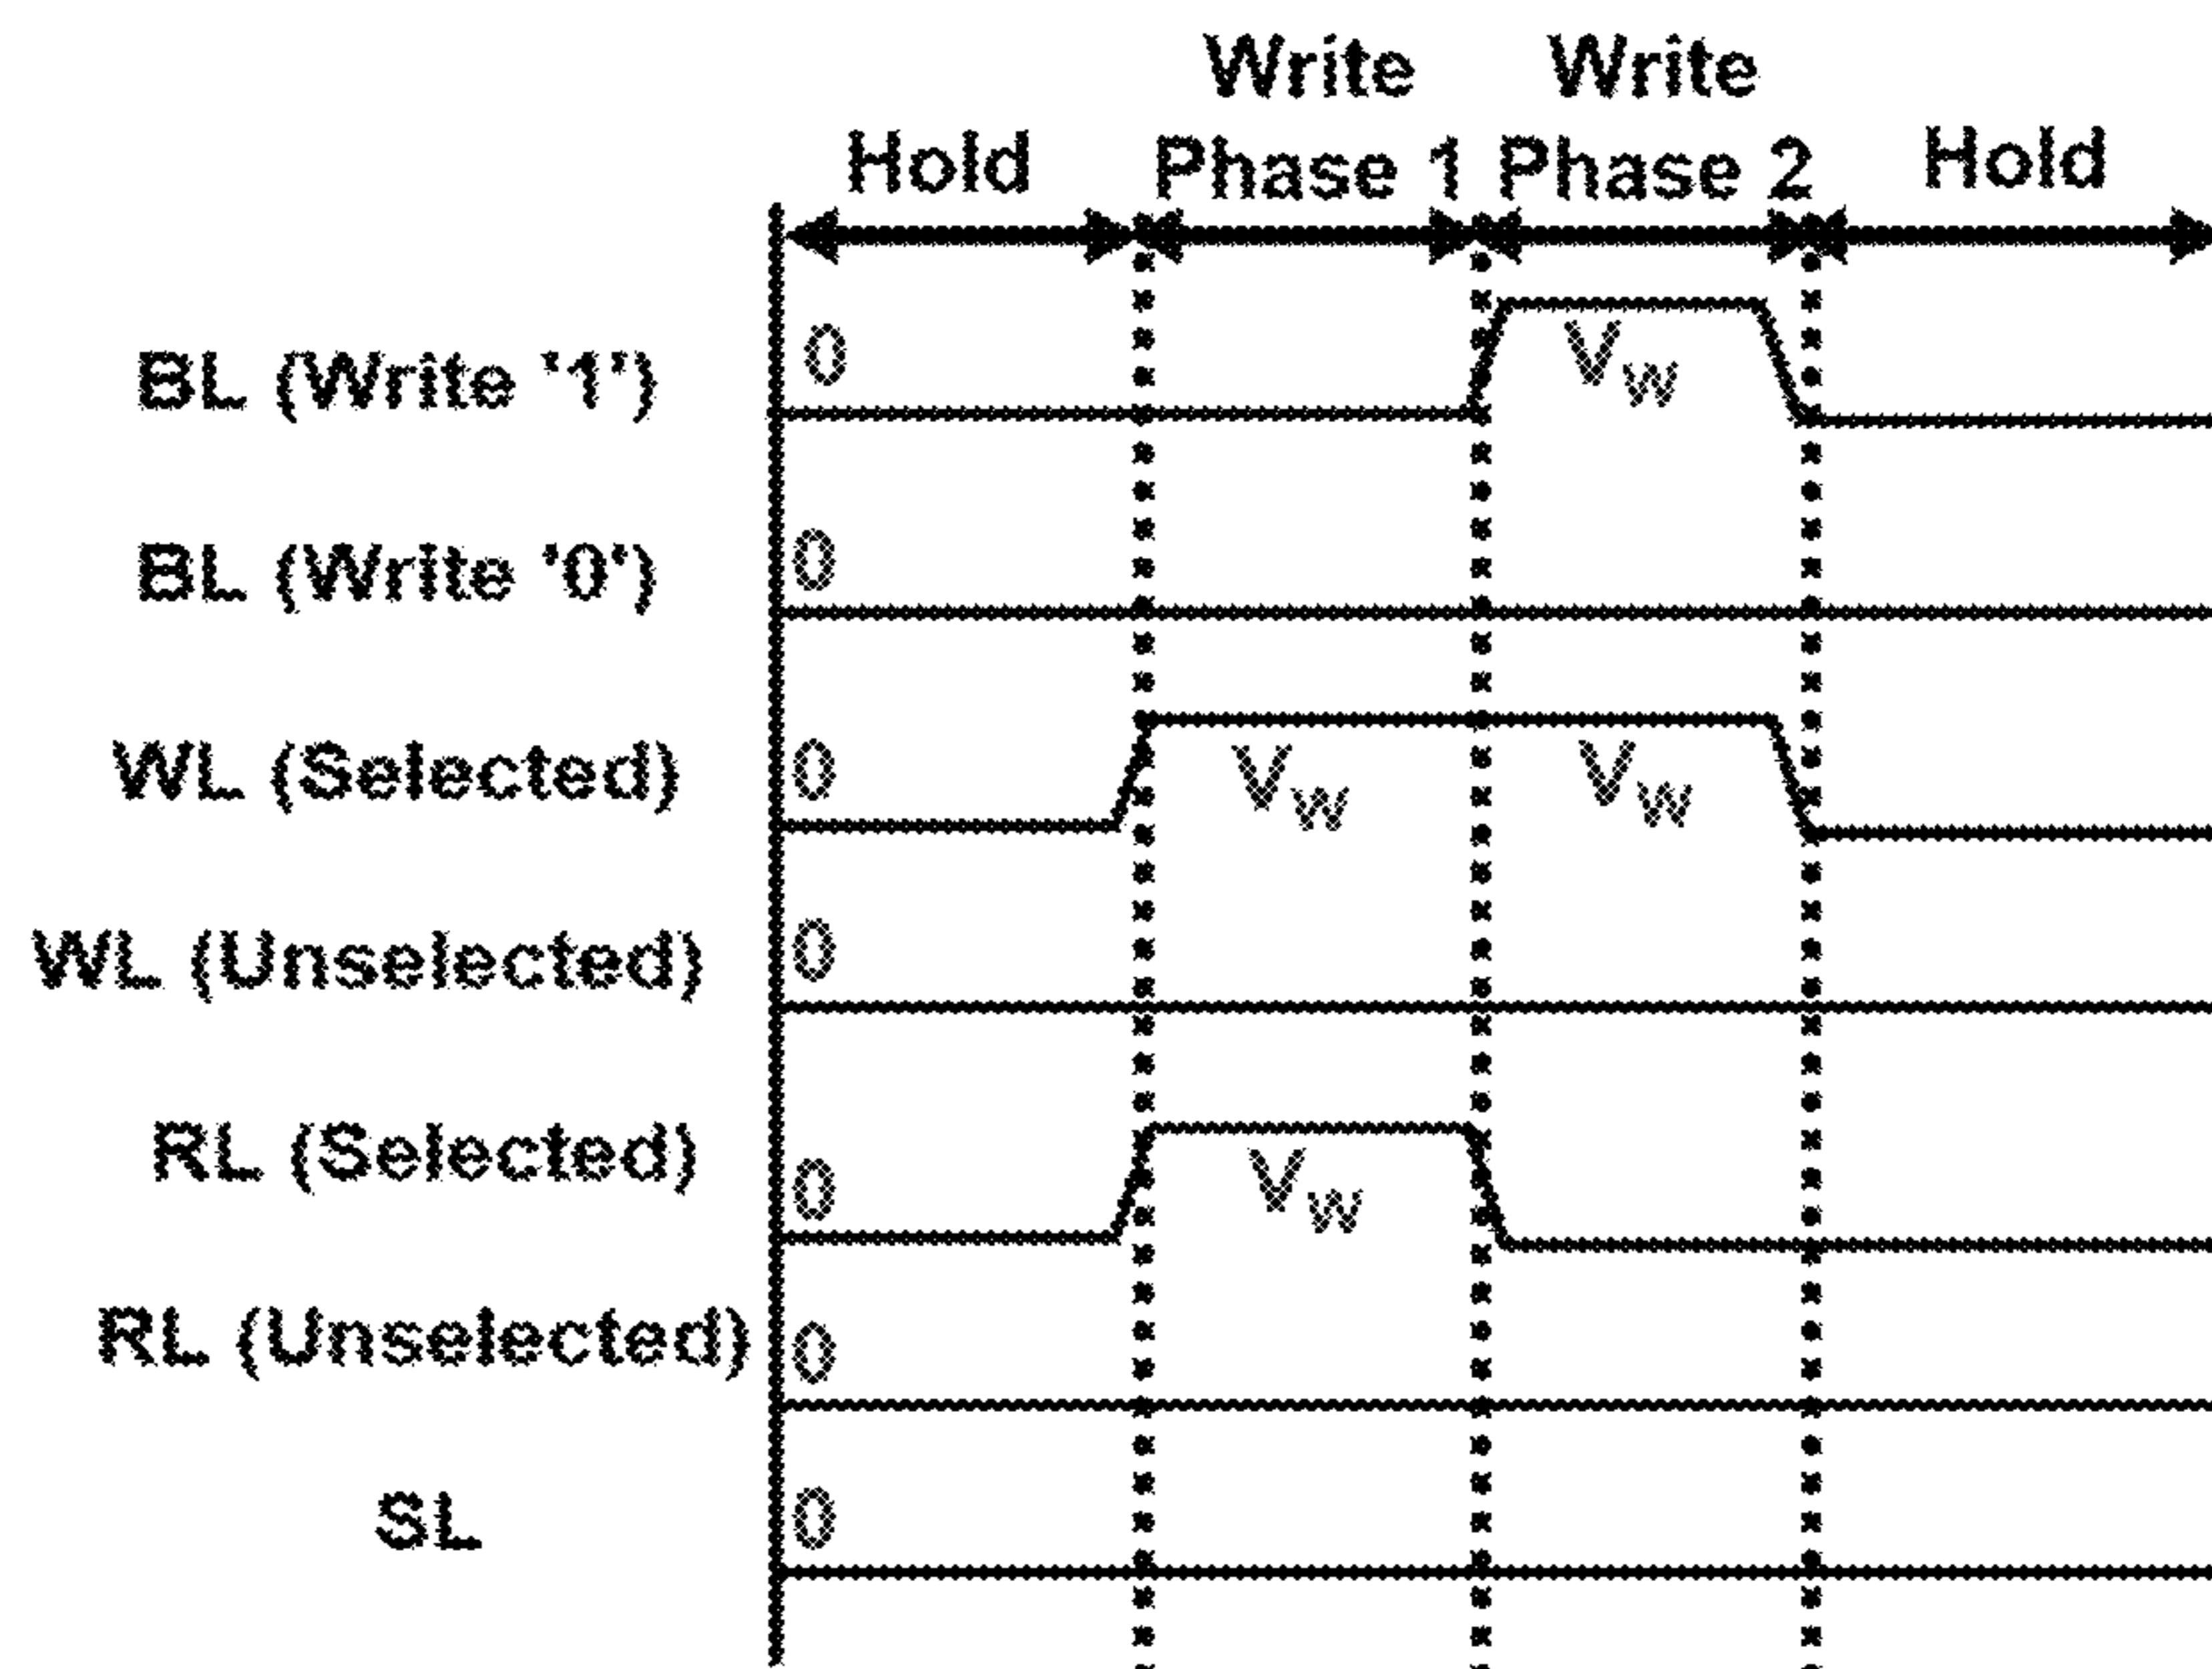 Write Write
Hold Phase 1 Phase 2 Hold
BL (Write '1') 0 VW
BL (Write '0') 0
WL (Selected) 0 VW VW
WL (Unselected) 0
RL (Selected) 0 VW
RL (Unselected) 0
SL 0